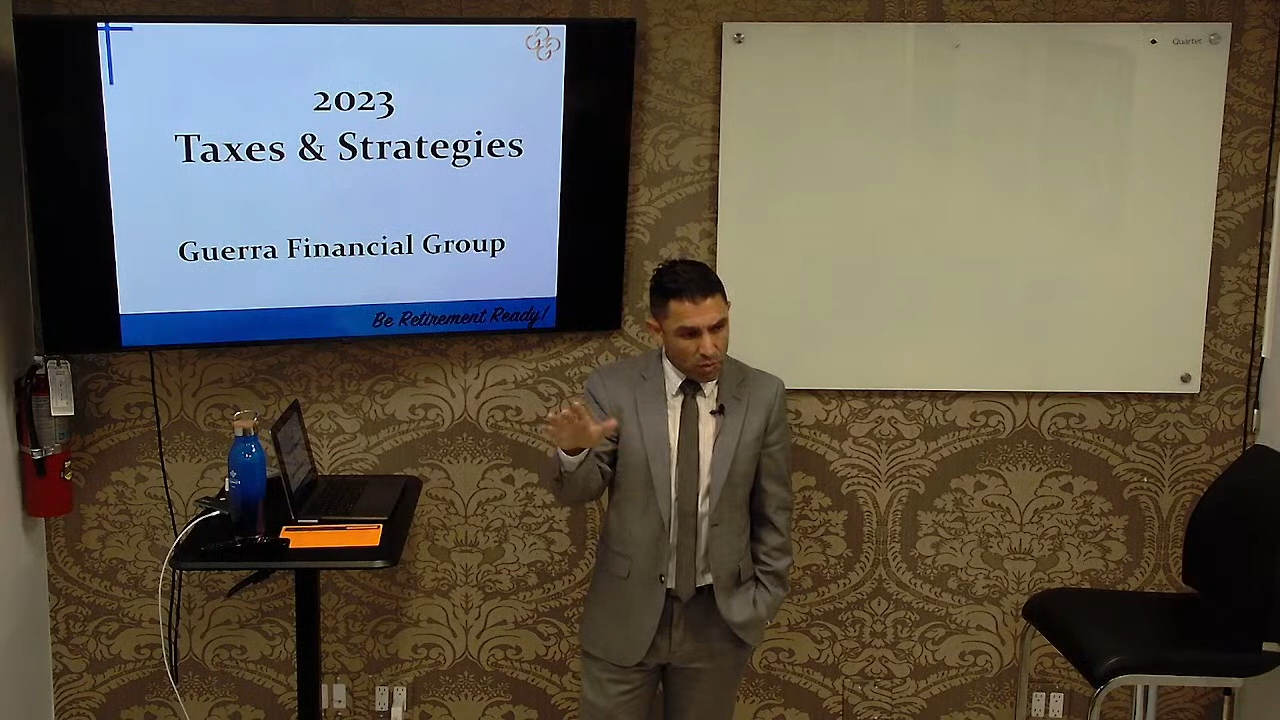 2023
Taxes & Strategies
Guerra Financial Group
Be Retirement Ready!
Quartet